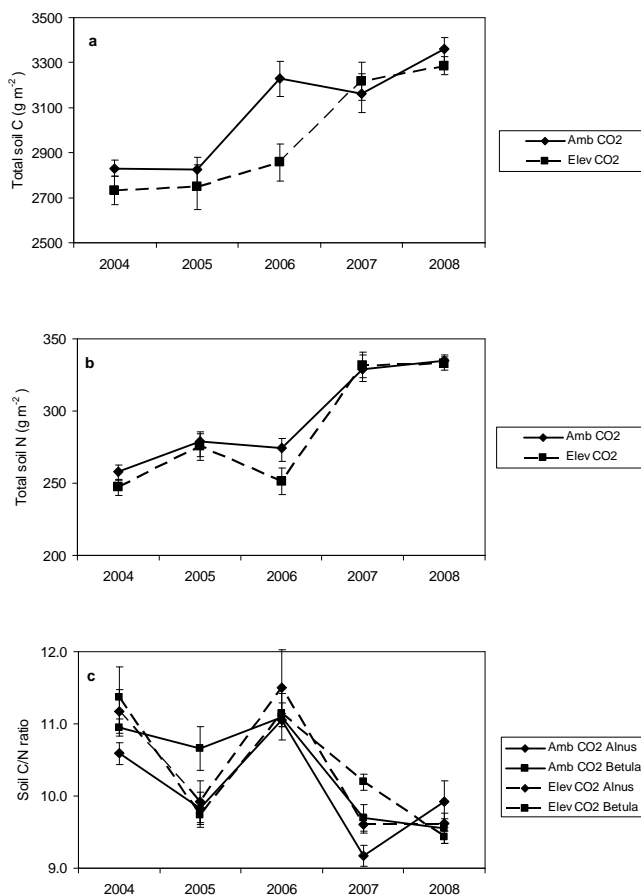 3500
3300
3100
2900
2700
2500
Total soil C (g m-2)
a
2004 2005 2006 2007 2008
Amb CO2
Elev CO2
350
300
250
200
Total soil N (g m-2)
b
2004 2005 2006 2007 2008
Amb CO2
Elev CO2
12.0
11.0
10.0
9.0
Soil C/N ratio
c
2004 2005 2006 2007 2008
Amb CO2 Alnus
Amb CO2 Betula
Elev CO2 Alnus
Elev CO2 Betula